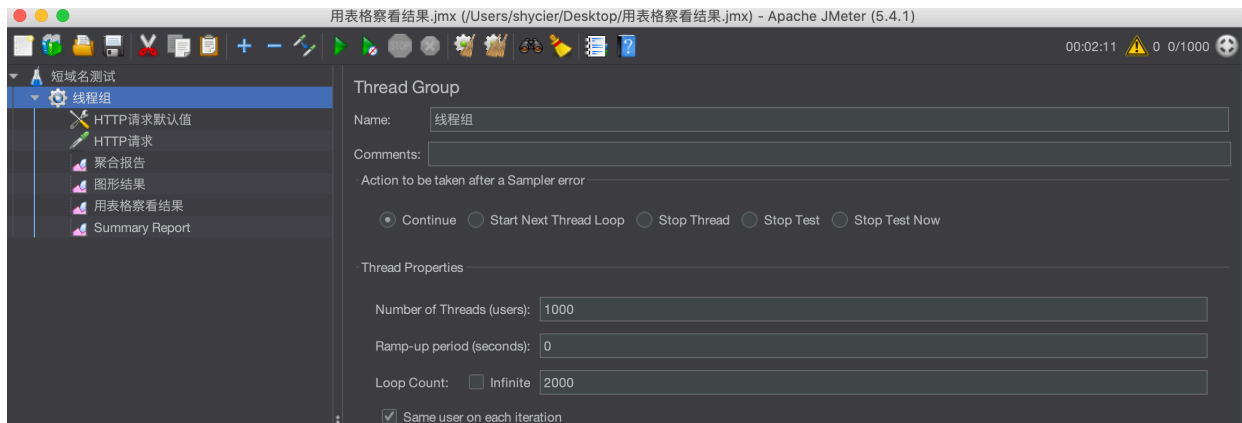 用表格察看结果.jmx (/Users/shycier/Desktop/用表格察看结果.jmx) - Apache JMeter (5.4.1)
STOP
00:02:11 0 0/1000
短域名测试
线程组
HTTP请求默认值
HTTP请求
聚合报告
图形结果
用表格察看结果
Summary Report
Thread Group
Name: 线程组
Comments:
Action to be taken after a Sampler error
Continue Start Next Thread Loop Stop Thread Stop Test Stop Test Now
Thread Properties
Number of Threads (users): 1000
Ramp-up period (seconds): 0
Loop Count: Infinite 2000
Same user on each iteration